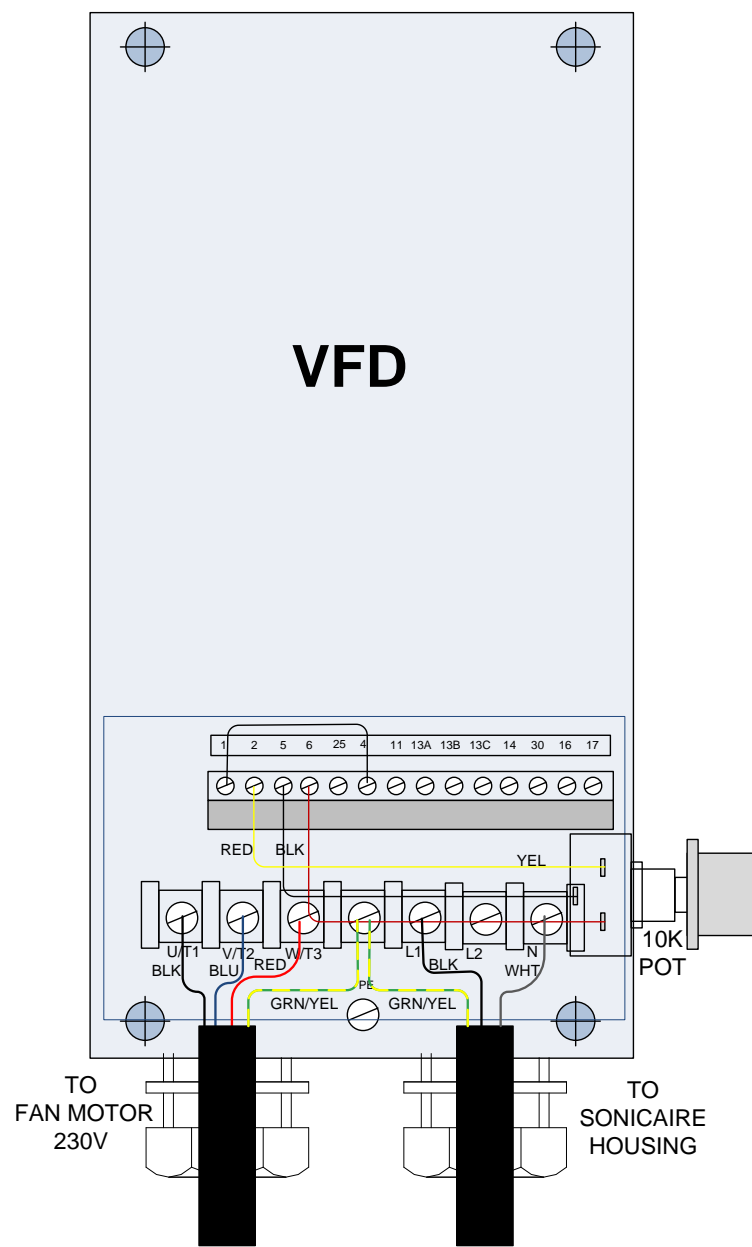 VFD
1 2 5 6 25 4 11 13A 13B 13C 14 30 16 17
RED BLK
YEL
U/T1 V/T2 W/T3 L1 L2 N
BLK BLU RED BLK WHT
PE
GRN/YEL GRN/YEL
10K
POT
TO
FAN MOTOR
230V
TO
SONICAIRE
HOUSING